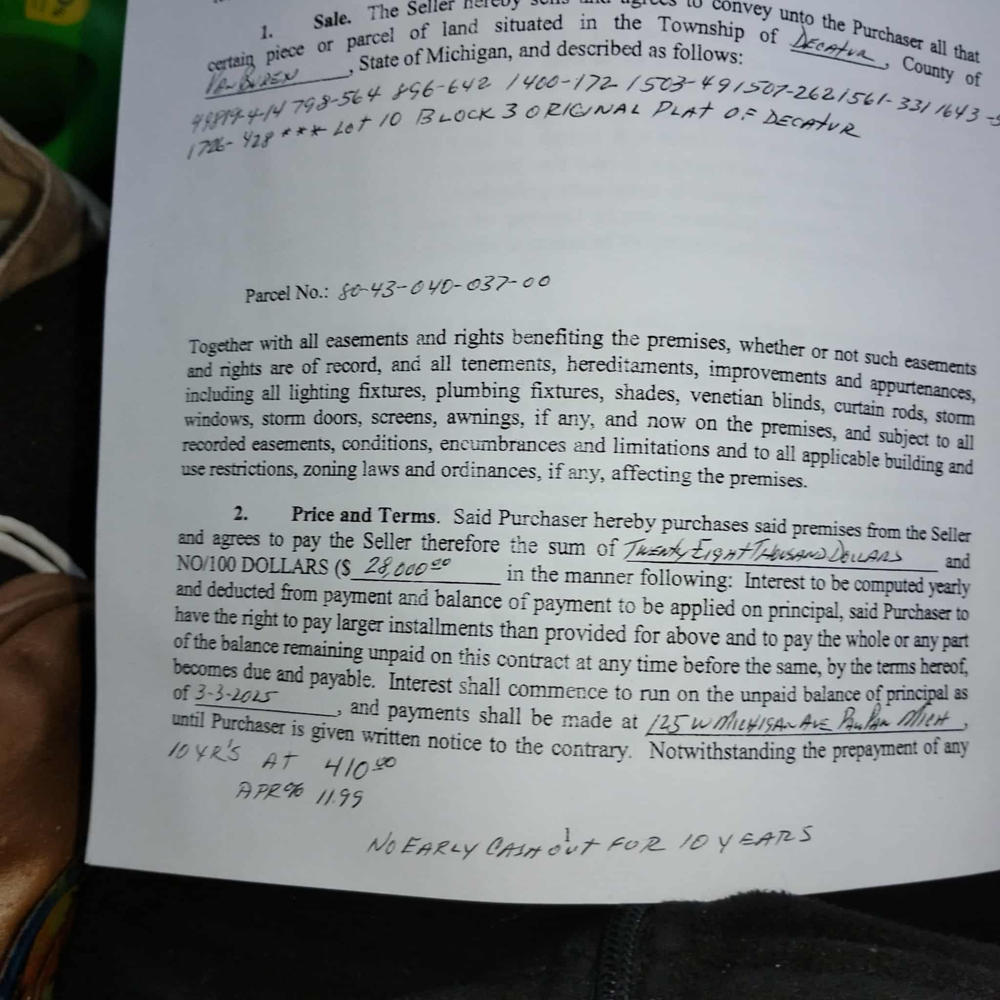 1. Sale. The Seller hereby sells and agrees to convey unto the Purchaser all that
certain piece or parcel of land situated in the Township of DECATUR, County of
VAN BUREN, State of Michigan, and described as follows:
798-564 896-642 1400-172 1503-491507-2621561-331 1643-
1726-428 *** Lot 10 BLOCK 3 ORIGINAL PLAT OF DECATUR
Parcel No.: 80-43-040-037-00
Together with all easements and rights benefiting the premises, whether or not such easements
and rights are of record, and all tenements, hereditaments, improvements and appurtenances,
including all lighting fixtures, plumbing fixtures, shades, venetian blinds, curtain rods, storm
windows, storm doors, screens, awnings, if any, and now on the premises, and subject to all
recorded easements, conditions, encumbrances and limitations and to all applicable building and
use restrictions, zoning laws and ordinances, if any, affecting the premises.
2. Price and Terms. Said Purchaser hereby purchases said premises from the Seller
and agrees to pay the Seller therefore the sum of TWENTY EIGHT THOUSAND DOLLARS and
NO/100 DOLLARS ($ 28,000 00 in the manner following: Interest to be computed yearly
and deducted from payment and balance of payment to be applied on principal, said Purchaser to
have the right to pay larger installments than provided for above and to pay the whole or any part
of the balance remaining unpaid on this contract at any time before the same, by the terms hereof,
becomes due and payable. Interest shall commence to run on the unpaid balance of principal as
of 3-3-2025, and payments shall be made at 125 W MICHIGAN AVE PAW PAW MICH,
until Purchaser is given written notice to the contrary. Notwithstanding the prepayment of any
10 YR'S AT 410 00
APR% 11.99
NO EARLY CASH OUT FOR 10 YEARS